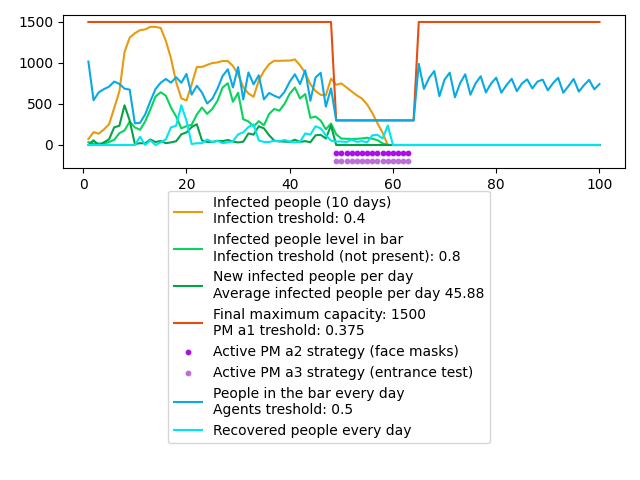 1500
1000
500
0
0
20
40
60
80
100
Infected people (10 days)
Infection treshold: 0.4
Infected people level in bar
Infection treshold (not present): 0.8
New infected people per day
Average infected people per day 45.88
Final maximum capacity: 1500
PM a1 treshold: 0.375
Active PM a2 strategy (face masks)
Active PM a3 strategy (entrance test)
People in the bar every day
Agents treshold: 0.5
Recovered people every day